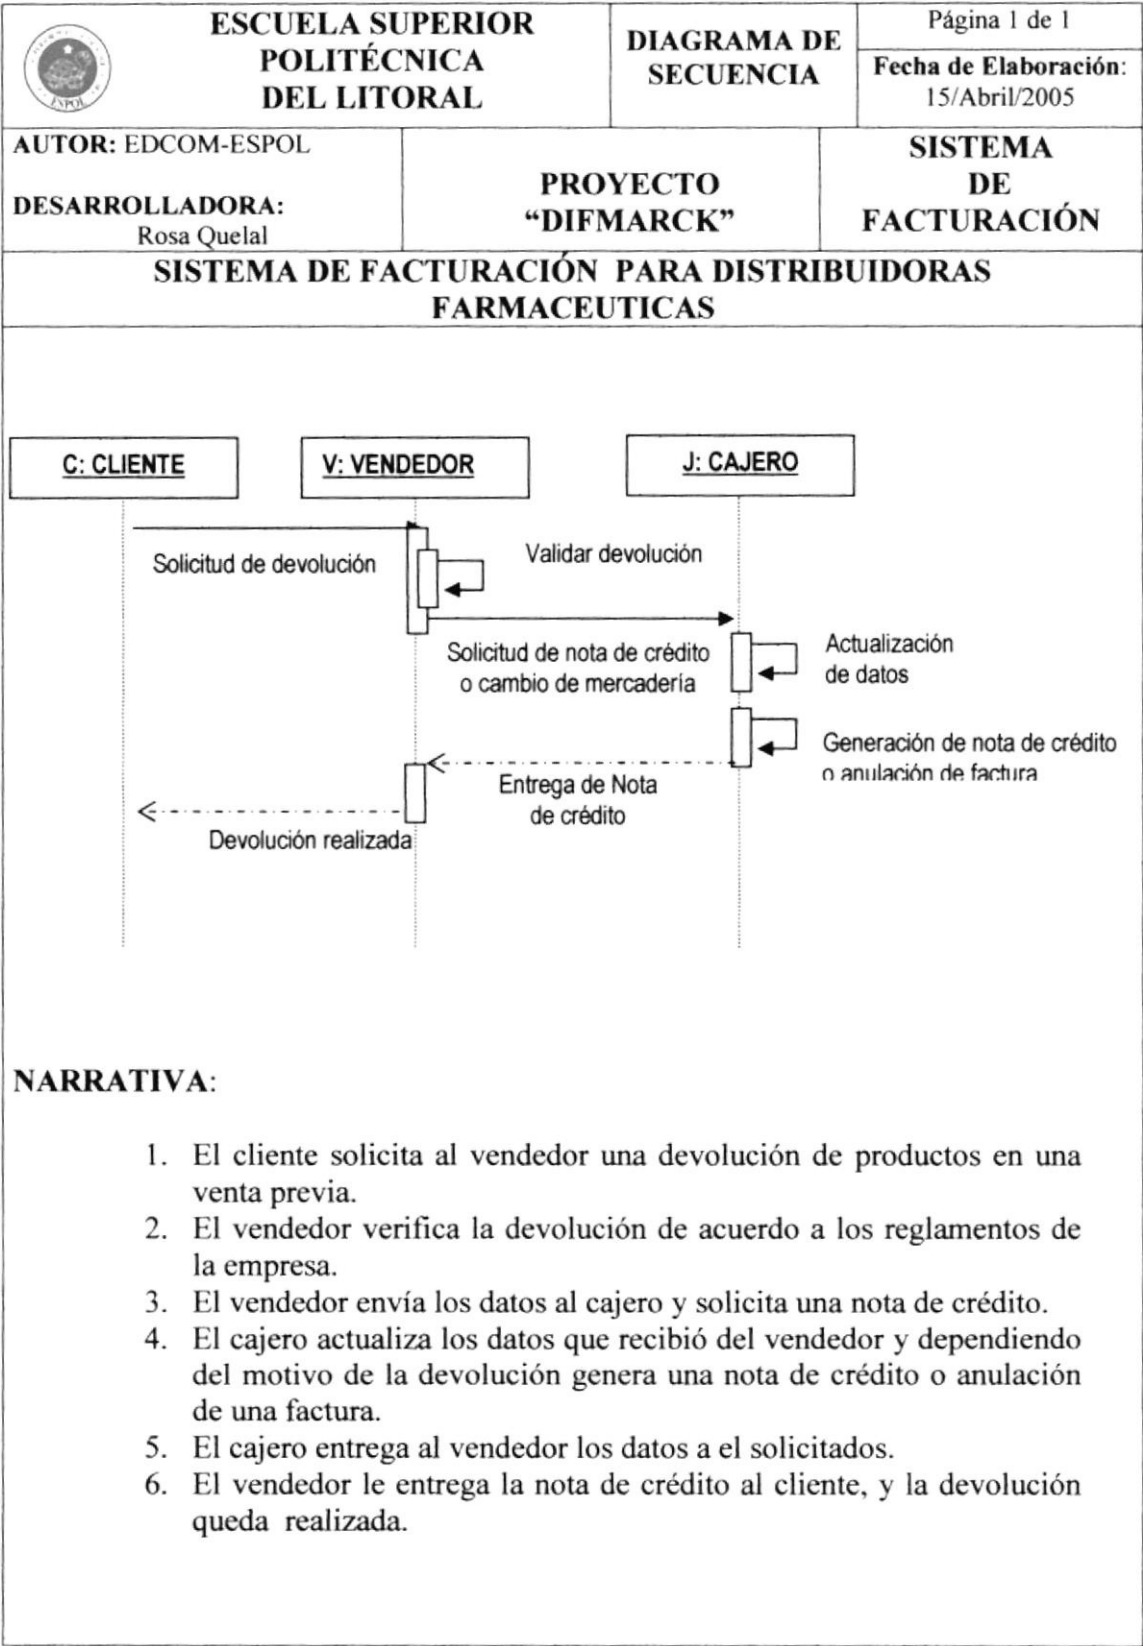 ESCUELA SUPERIOR
POLITÉCNICA
DEL LITORAL
DIAGRAMA DE
SECUENCIA
Página 1 de 1
Fecha de Elaboración:
15/Abril/2005
ESPOL
AUTOR: EDCOM-ESPOL
DESARROLLADORA:
Rosa Quelal
PROYECTO
“DIFMARCK”
SISTEMA
DE
FACTURACIÓN
SISTEMA DE FACTURACIÓN PARA DISTRIBUIDORAS
FARMACEUTICAS
C: CLIENTE
V: VENDEDOR
J: CAJERO
Solicitud de devolución
Validar devolución
Solicitud de nota de crédito
o cambio de mercadería
Actualización
de datos
Generación de nota de crédito
o anulación de factura
Entrega de Nota
de crédito
Devolución realizada
NARRATIVA:
1. El cliente solicita al vendedor una devolución de productos en una
venta previa.
2. El vendedor verifica la devolución de acuerdo a los reglamentos de
la empresa.
3. El vendedor envía los datos al cajero y solicita una nota de crédito.
4. El cajero actualiza los datos que recibió del vendedor y dependiendo
del motivo de la devolución genera una nota de crédito o anulación
de una factura.
5. El cajero entrega al vendedor los datos a el solicitados.
6. El vendedor le entrega la nota de crédito al cliente, y la devolución
queda realizada.